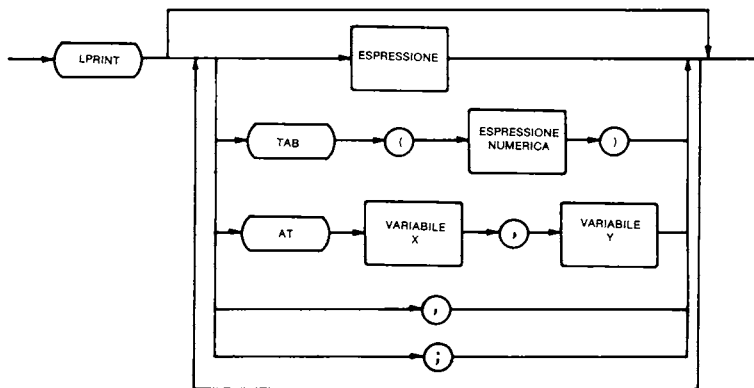 LPRINT
ESPRESSIONE
TAB
(
ESPRESSIONE
NUMERICA
)
AT
VARIABILE
X
,
VARIABILE
Y
,
;